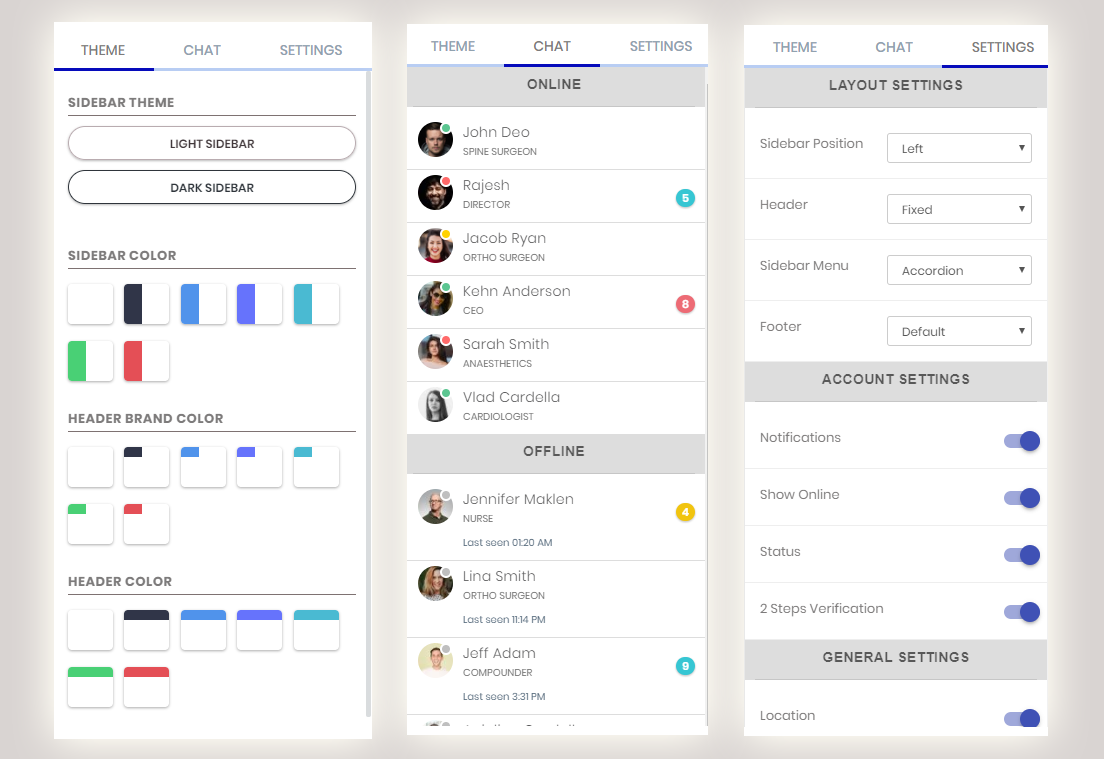 THEME CHAT SETTINGS
SIDEBAR THEME
LIGHT SIDEBAR
DARK SIDEBAR
SIDEBAR COLOR
HEADER BRAND COLOR
HEADER COLOR
THEME CHAT SETTINGS
ONLINE
John Deo
SPINE SURGEON
Rajesh
DIRECTOR
5
Jacob Ryan
ORTHO SURGEON
Kehn Anderson
CEO
8
Sarah Smith
ANAESTHETICS
Vlad Cardella
CARDIOLOGIST
OFFLINE
Jennifer Maklen
NURSE
4
Last seen 01:20 AM
Lina Smith
ORTHO SURGEON
Last seen 11:14 PM
Jeff Adam
COMPOUNDER
9
Last seen 3:31 PM
THEME CHAT SETTINGS
LAYOUT SETTINGS
Sidebar Position Left
Header Fixed
Sidebar Menu Accordion
Footer Default
ACCOUNT SETTINGS
Notifications
Show Online
Status
2 Steps Verification
GENERAL SETTINGS
Location